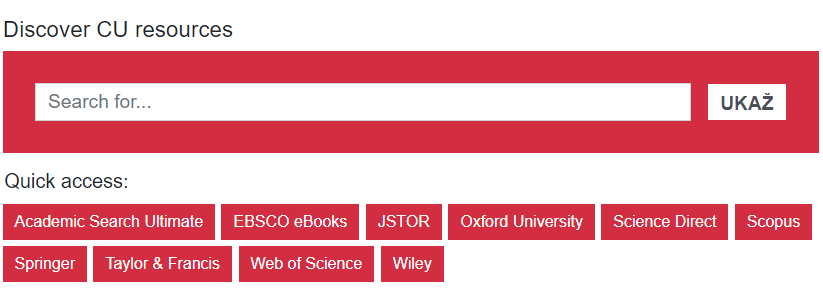 Discover CU resources
Search for... UKAŽ
Quick access:
Academic Search Ultimate EBSCO eBooks JSTOR Oxford University Science Direct Scopus
Springer Taylor & Francis Web of Science Wiley